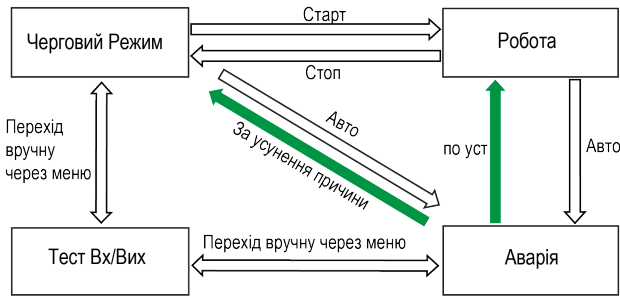 Старт
Черговий Режим
Робота
Стоп
Авто
За усунення причини
Перехід
вручну
через меню
по уст
Авто
Тест Вх/Вих
Перехід вручну через меню
Аварія